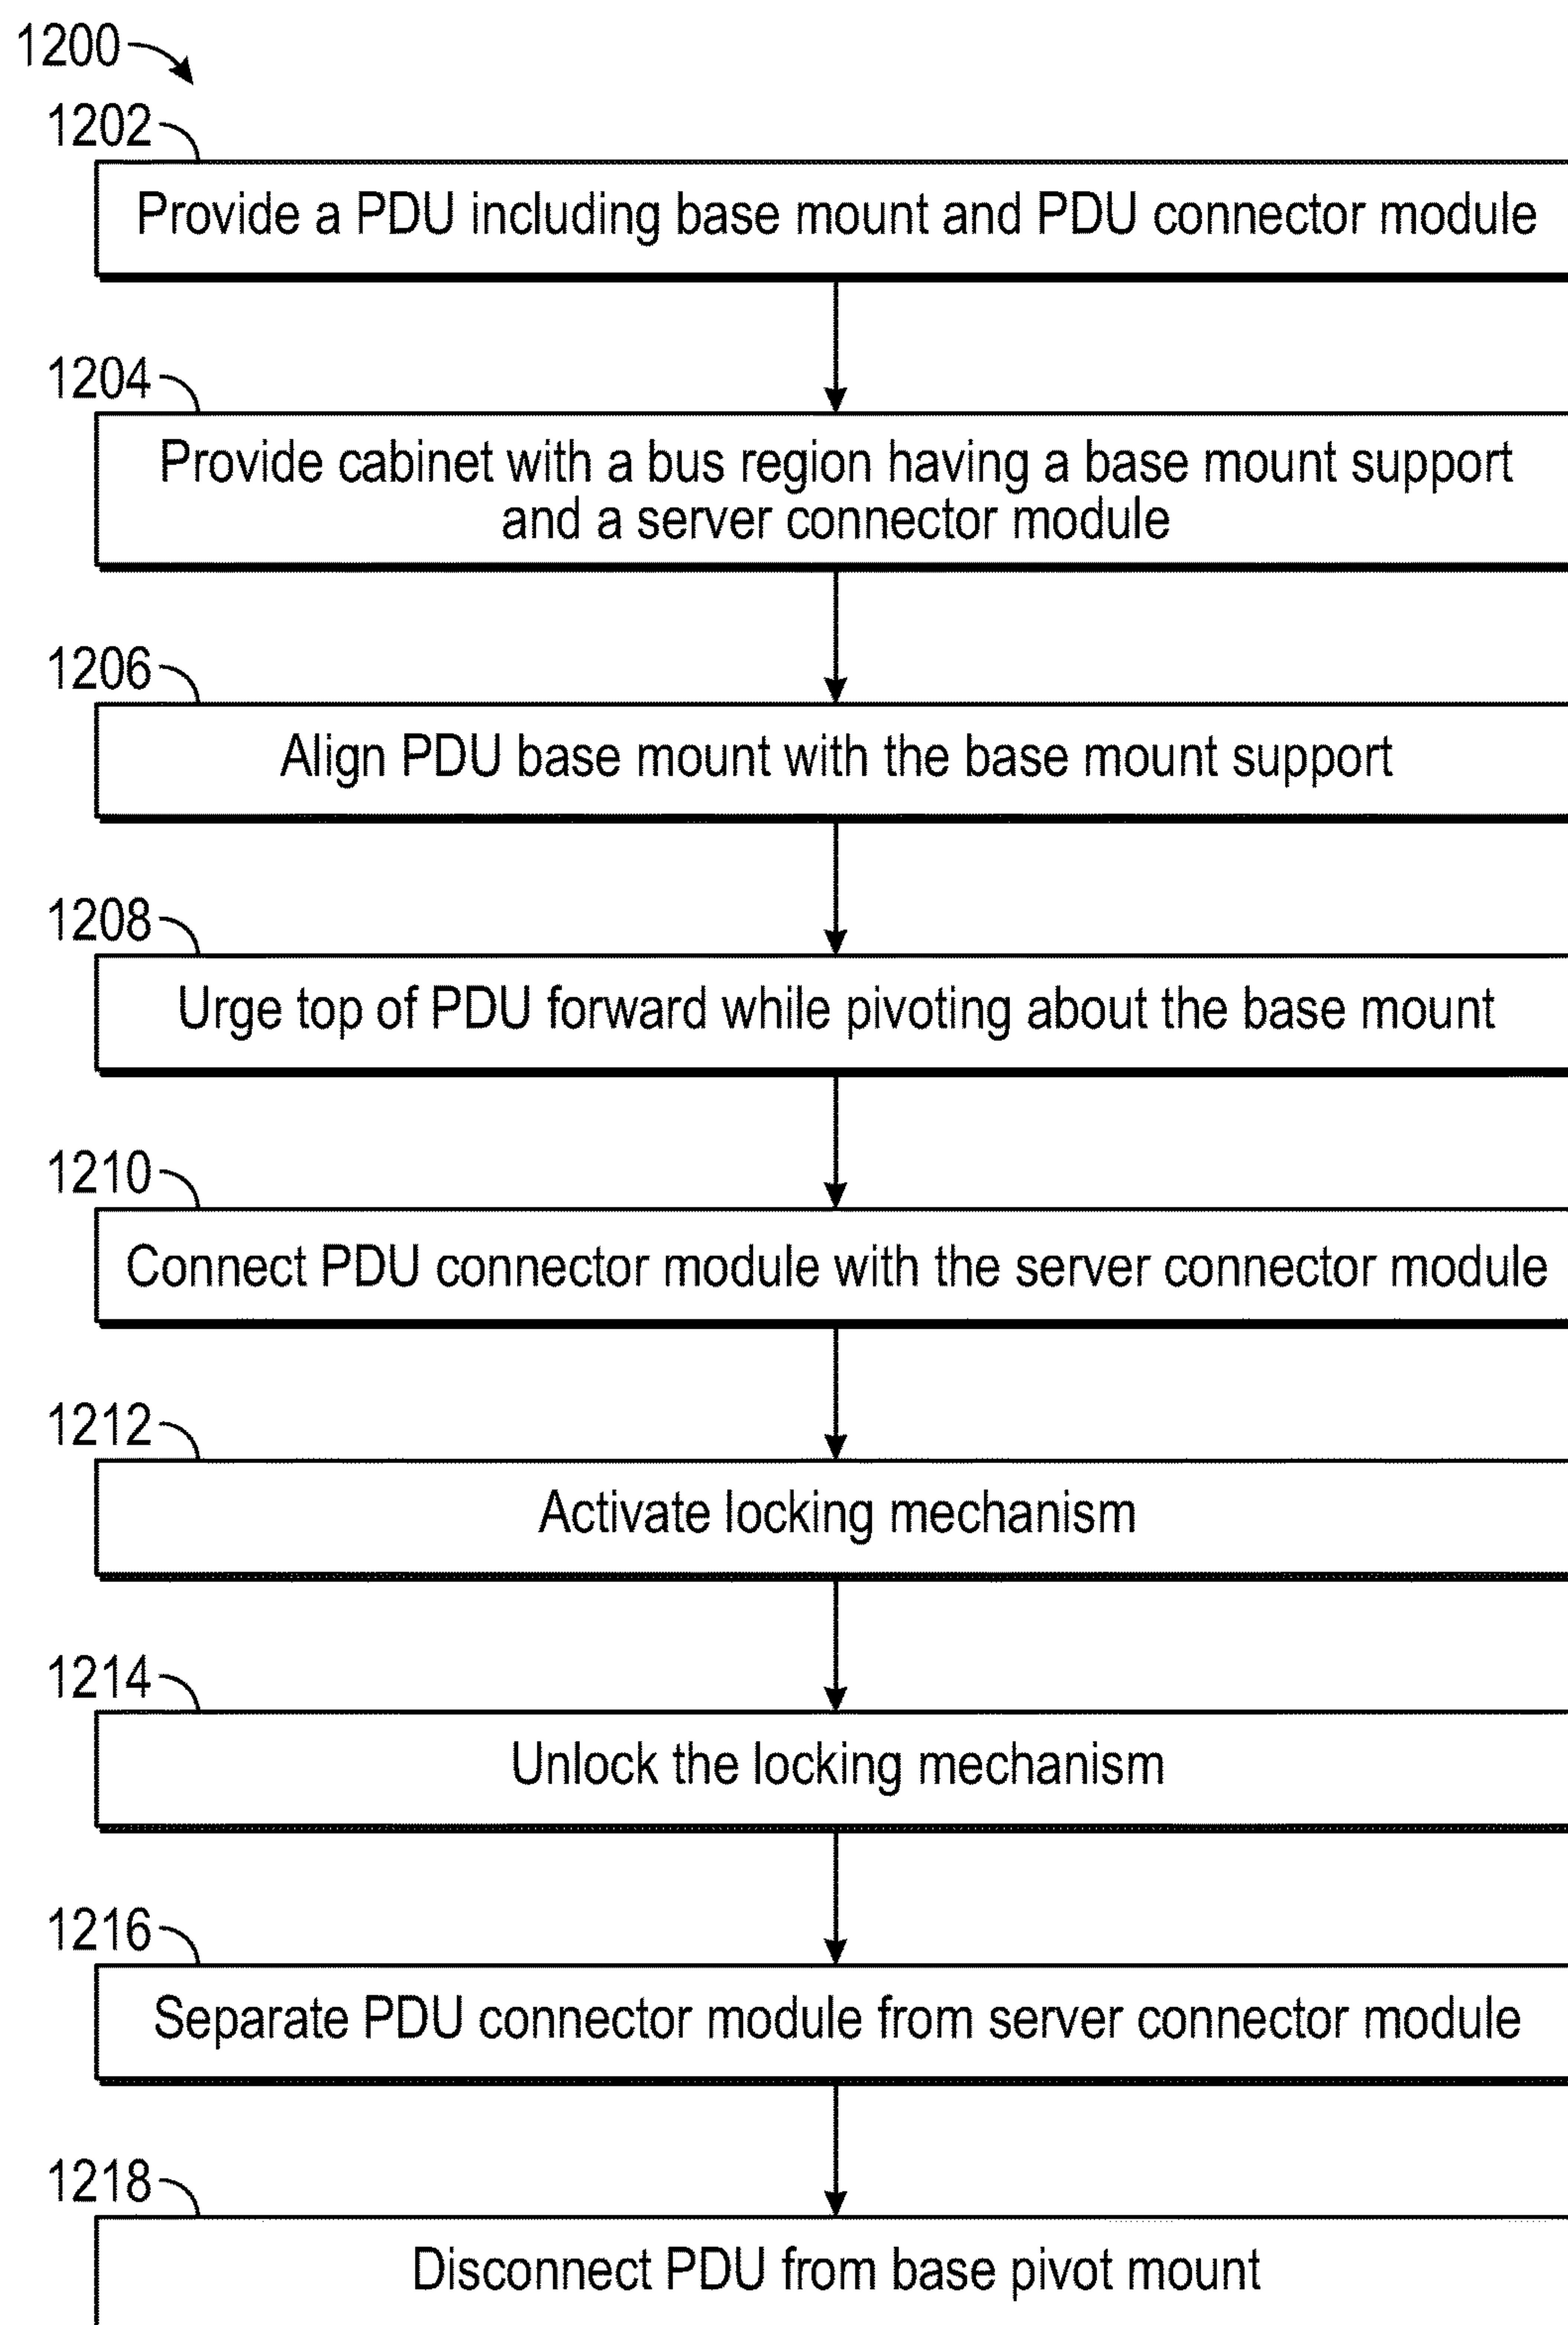 1200
1202
Provide a PDU including base mount and PDU connector module
1204
Provide cabinet with a bus region having a base mount support
and a server connector module
1206
Align PDU base mount with the base mount support
1208
Urge top of PDU forward while pivoting about the base mount
1210
Connect PDU connector module with the server connector module
1212
Activate locking mechanism
1214
Unlock the locking mechanism
1216
Separate PDU connector module from server connector module
1218
Disconnect PDU from base pivot mount